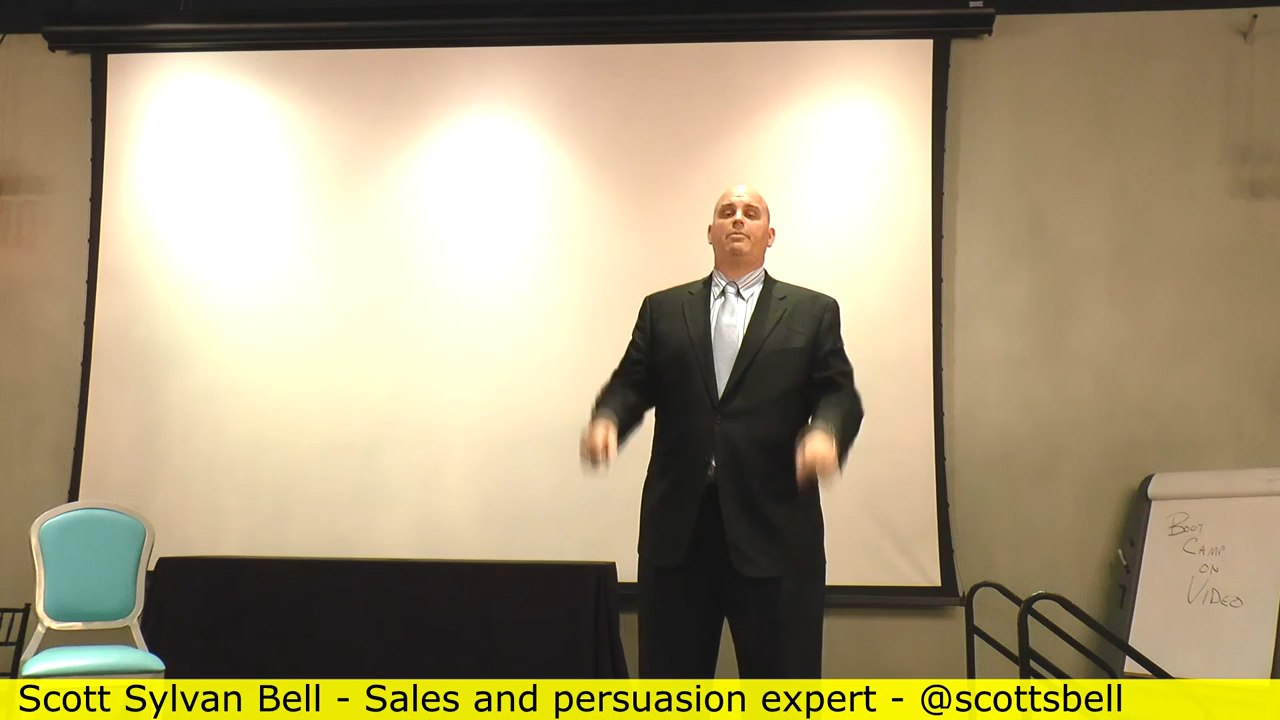 Boot
Camp
on
Video
Scott Sylvan Bell - Sales and persuasion expert - @scottsbell